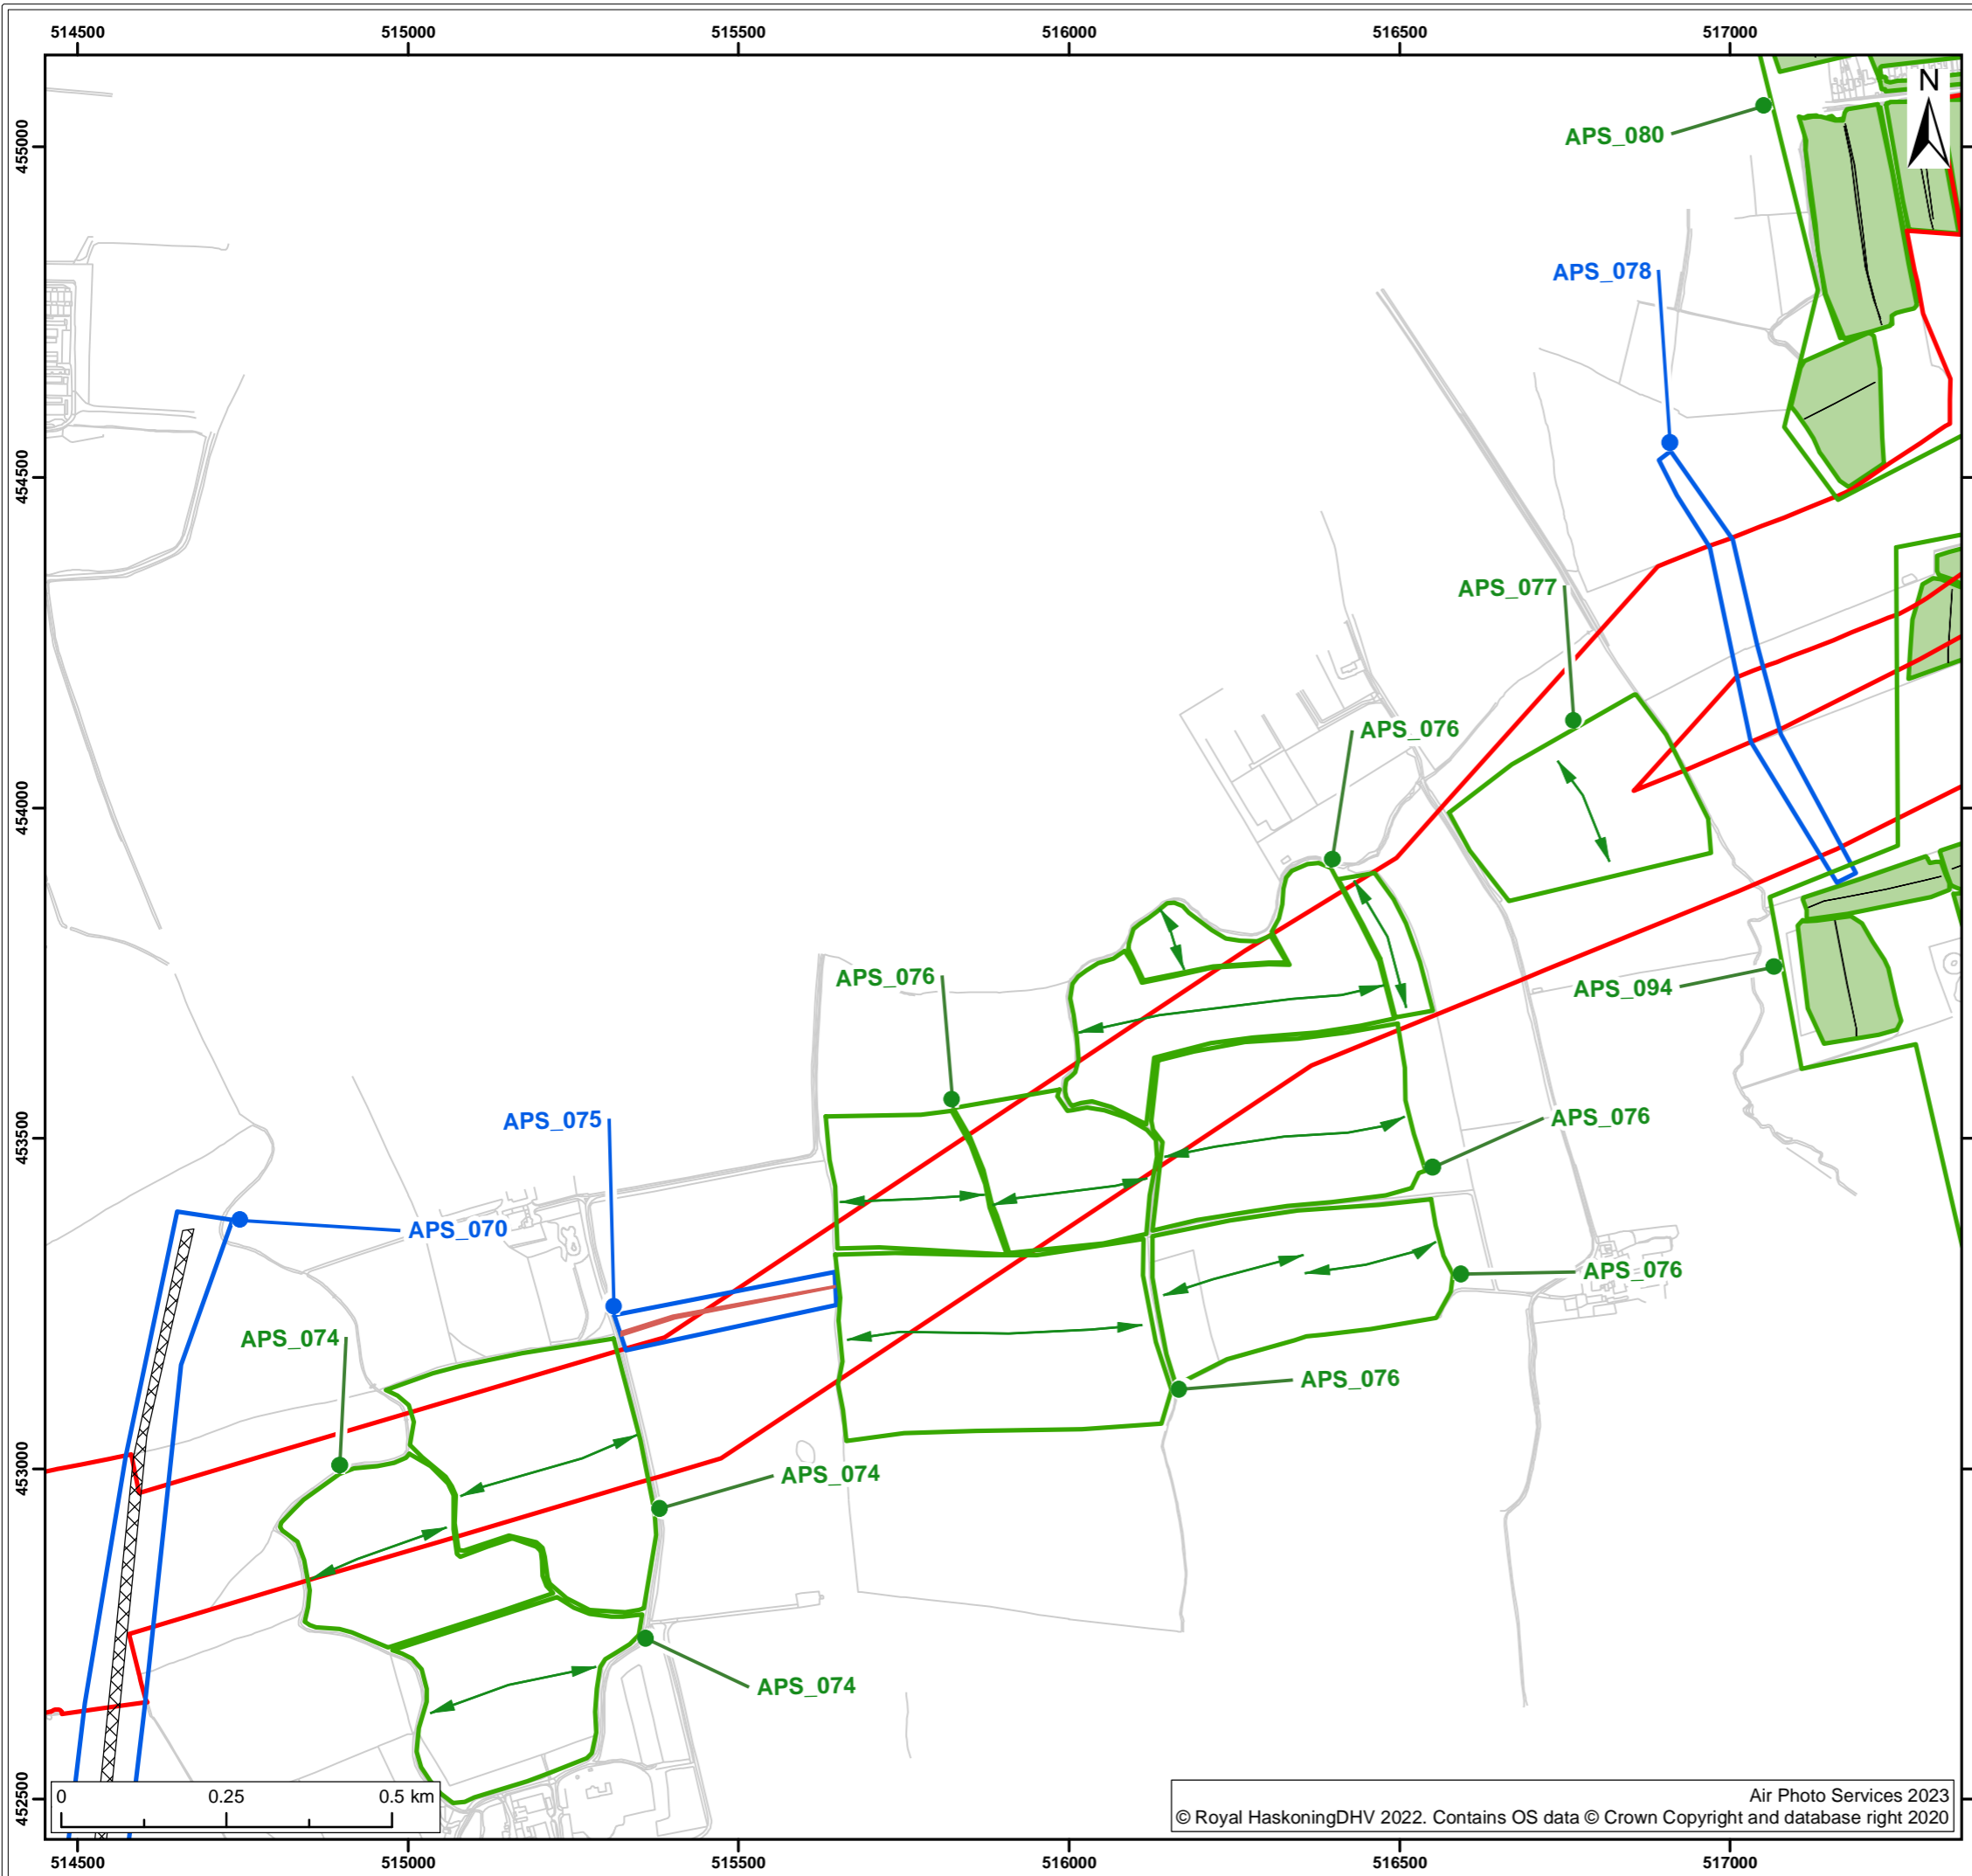 514500 515000 515500 516000 516500 517000
N
455000
APS_080
APS_078
454500
APS_077
APS_076
454000
APS_076
APS_094
453500
APS_075
APS_076
APS_070
APS_076
APS_074
APS_076
453000
APS_074
APS_074
452500
0 0.25 0.5 km
Air Photo Services 2023
© Royal HaskoningDHV 2022. Contains OS data © Crown Copyright and database right 2020
514500 515000 515500 516000 516500 517000